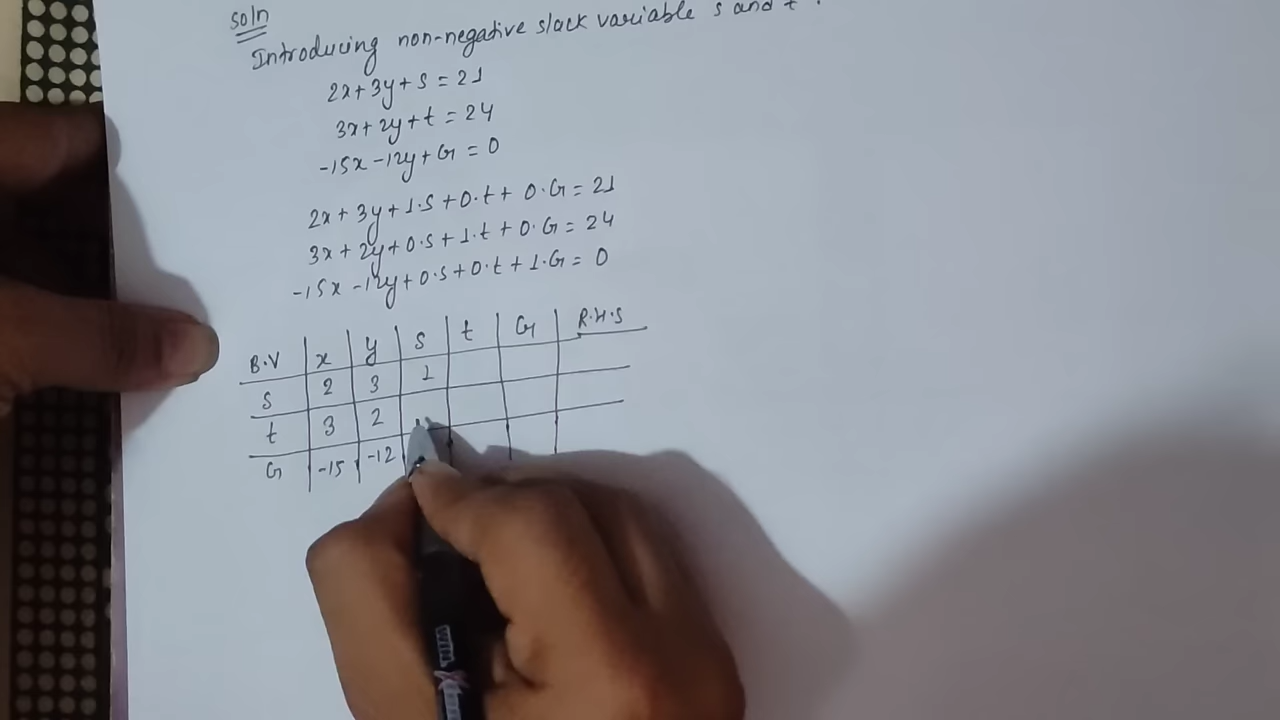 Soln
Introducing non-negative slack variable s and t.
2x+3y+s=21
3x+2y+t=24
-15x-12y+G=0
2x+3y+1·s+0·t+0·G=21
3x+2y+0·s+1·t+0·G=24
-15x-12y+0·s+0·t+1·G=0
B.V x y s t G R.H.S
s 2 3 1
t 3 2
G -15 -12